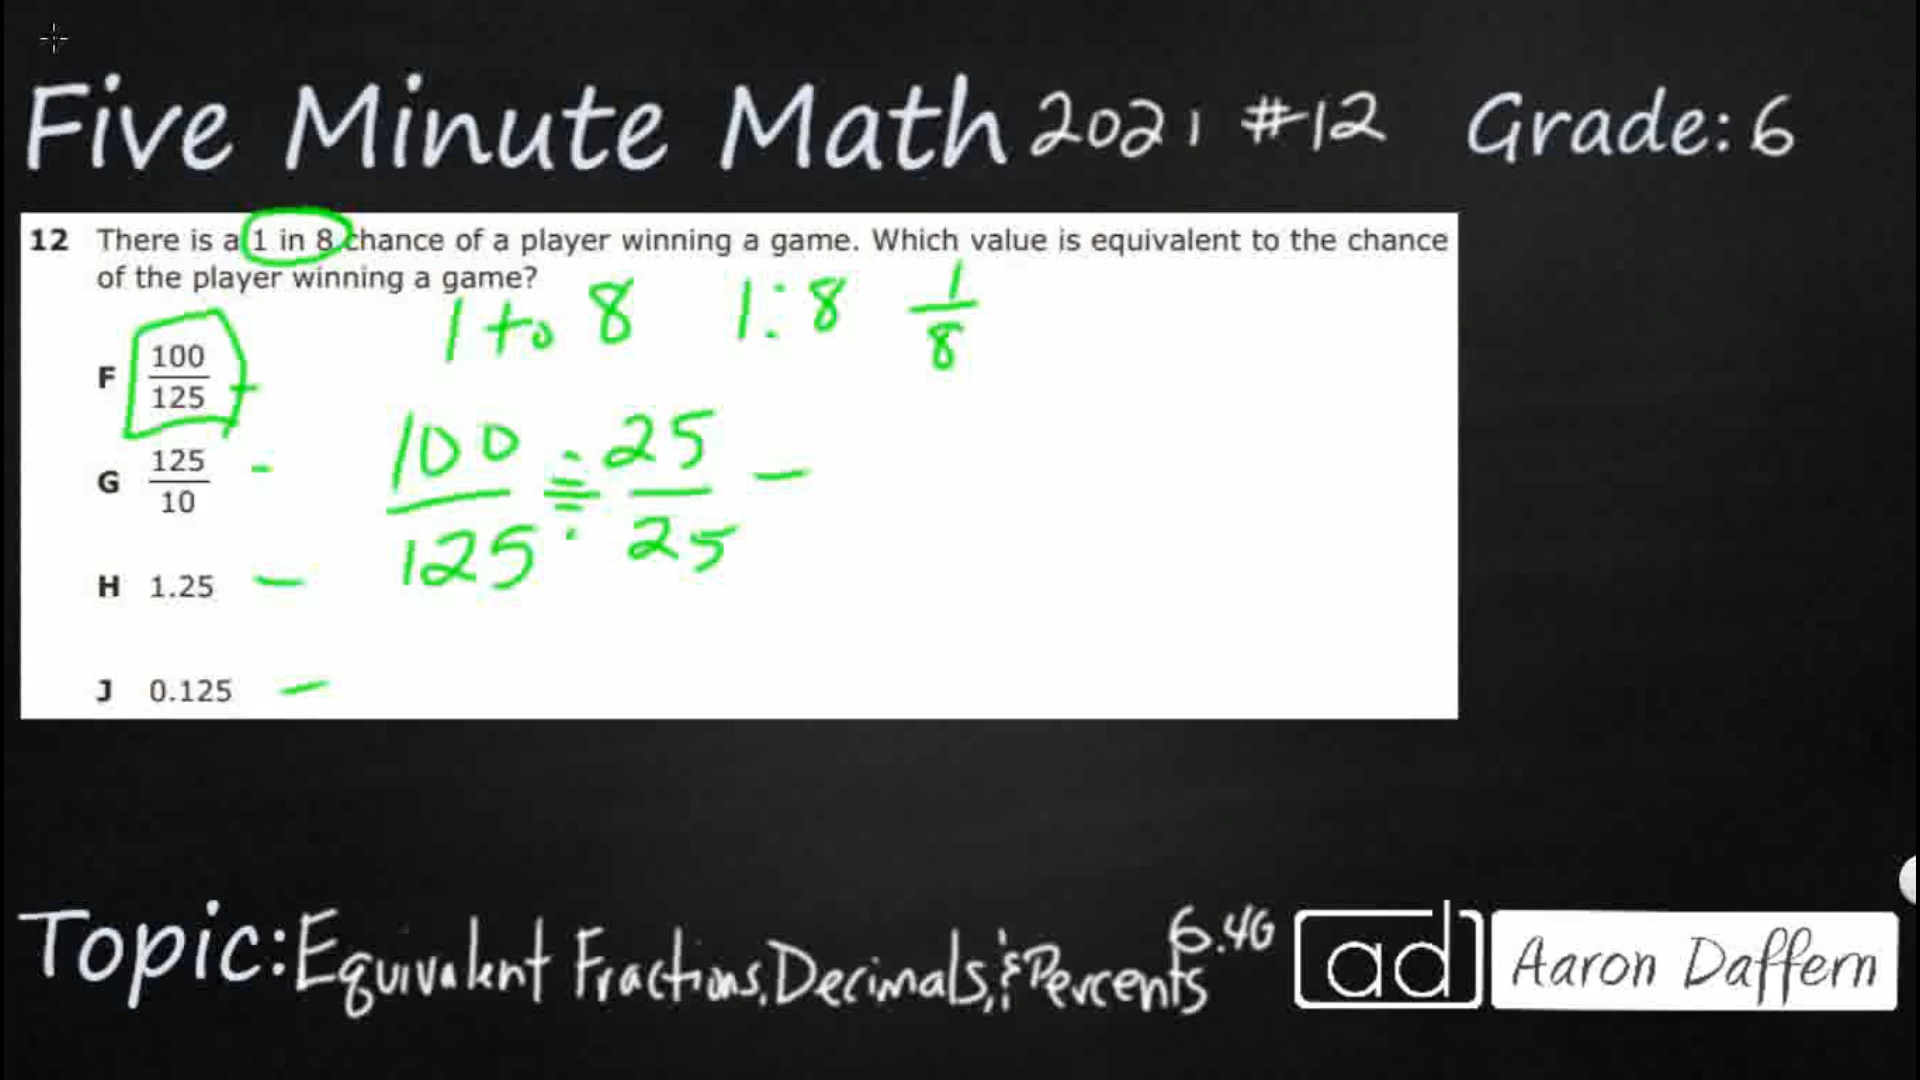 Five Minute Math 2021 #12 Grade: 6
12 There is a 1 in 8 chance of a player winning a game. Which value is equivalent to the chance
of the player winning a game?
1 to 8 1:8 1/8
F 100/125
100/125 ÷ 25/25 –
G 125/10 -
H 1.25 –
J 0.125 –
Topic: Equivalent Fractions, Decimals, & Percents 6.4G
ad Aaron Daffern